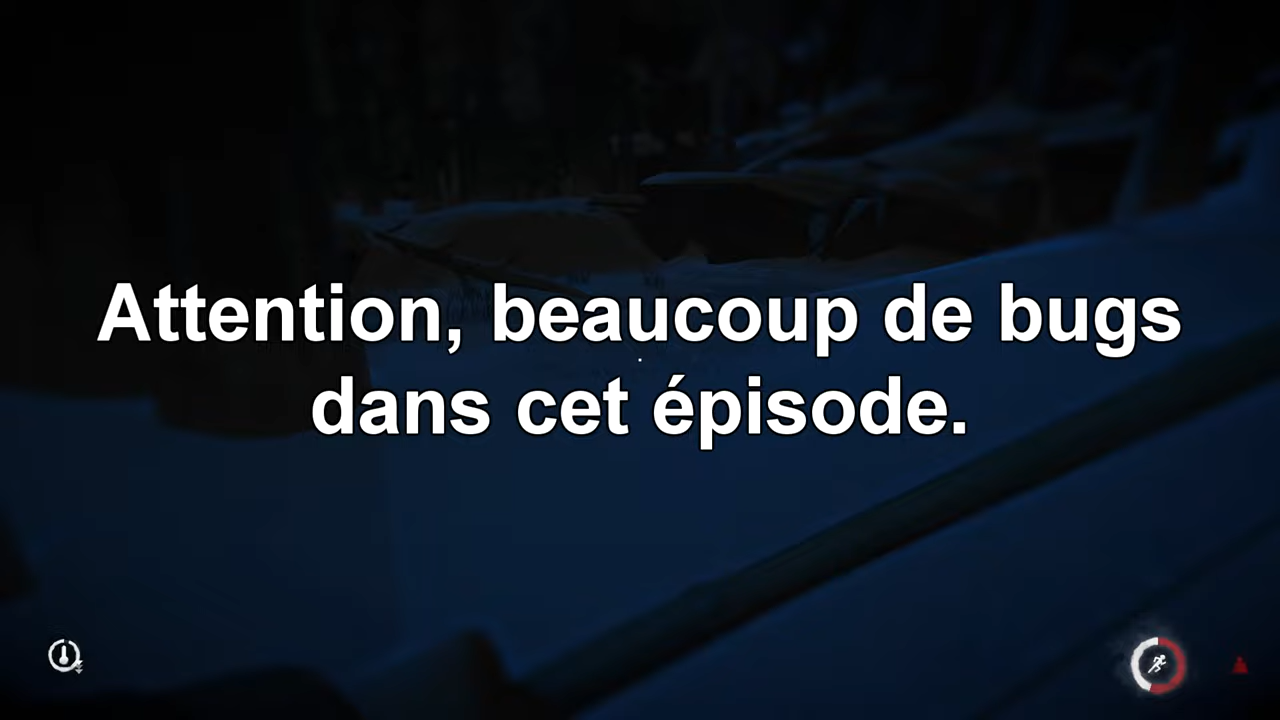 Attention, beaucoup de bugs
dans cet épisode.